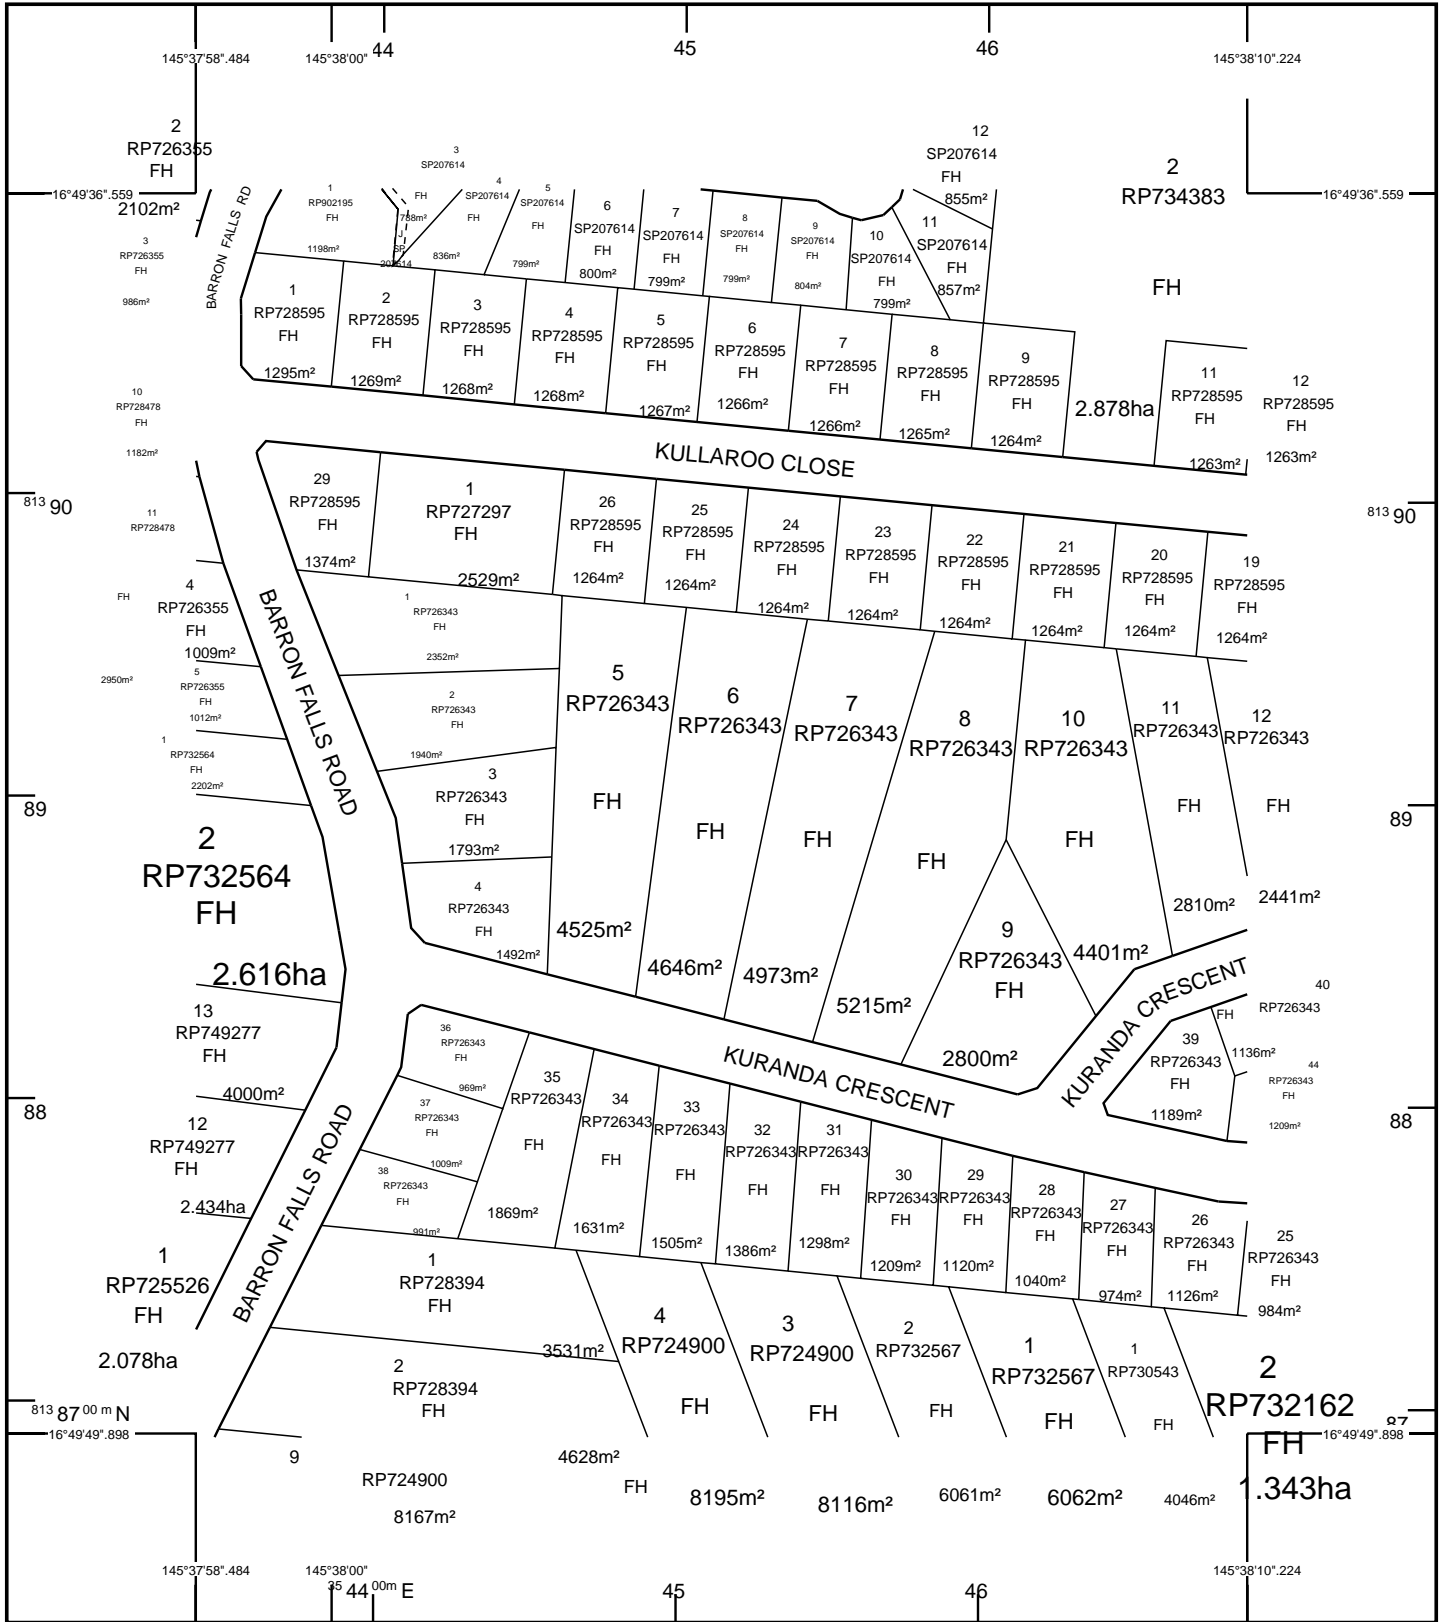 44
45
46
145°37'58".484
145°38'00"
145°38'10".224
2
RP726355
FH
2102m²
16°49'36".559
16°49'36".559
BARRON FALLS RD
3
RP726355
FH
986m²
1
RP902195
FH
1198m²
3
SP207614
FH
788m²
J
SP
207614
4
SP207614
FH
836m²
5
SP207614
FH
799m²
6
SP207614
FH
800m²
7
SP207614
FH
799m²
8
SP207614
FH
799m²
9
SP207614
FH
804m²
10
SP207614
FH
799m²
11
SP207614
FH
857m²
12
SP207614
FH
855m²
2
RP734383
FH
2.878ha
1
RP728595
FH
1295m²
2
RP728595
FH
1269m²
3
RP728595
FH
1268m²
4
RP728595
FH
1268m²
5
RP728595
FH
1267m²
6
RP728595
FH
1266m²
7
RP728595
FH
1266m²
8
RP728595
FH
1265m²
9
RP728595
FH
1264m²
11
RP728595
FH
1263m²
12
RP728595
FH
1263m²
10
RP728478
FH
1182m²
KULLAROO CLOSE
813 90
813 90
11
RP728478
FH
2950m²
29
RP728595
FH
1374m²
1
RP727297
FH
2529m²
26
RP728595
FH
1264m²
25
RP728595
FH
1264m²
24
RP728595
FH
1264m²
23
RP728595
FH
1264m²
22
RP728595
FH
1264m²
21
RP728595
FH
1264m²
20
RP728595
FH
1264m²
19
RP728595
FH
1264m²
4
RP726355
FH
1009m²
5
RP726355
FH
1012m²
1
RP732564
FH
2202m²
BARRON FALLS ROAD
1
RP726343
FH
2352m²
2
RP726343
FH
1940m²
3
RP726343
FH
1793m²
4
RP726343
FH
1492m²
5
RP726343
FH
4525m²
6
RP726343
FH
4646m²
7
RP726343
FH
4973m²
8
RP726343
FH
5215m²
9
RP726343
FH
2800m²
10
RP726343
FH
4401m²
11
RP726343
FH
2810m²
12
RP726343
FH
2441m²
89
89
2
RP732564
FH
2.616ha
13
RP749277
FH
4000m²
12
RP749277
FH
2.434ha
KURANDA CRESCENT
KURANDA CRESCENT
40
RP726343
FH
1136m²
39
RP726343
FH
1189m²
44
RP726343
FH
1209m²
88
88
36
RP726343
FH
969m²
37
RP726343
FH
1009m²
38
RP726343
FH
991m²
35
RP726343
FH
1869m²
34
RP726343
FH
1631m²
33
RP726343
FH
1505m²
32
RP726343
FH
1386m²
31
RP726343
FH
1298m²
30
RP726343
FH
1209m²
29
RP726343
FH
1120m²
28
RP726343
FH
1040m²
27
RP726343
FH
974m²
26
RP726343
FH
1126m²
25
RP726343
FH
984m²
BARRON FALLS ROAD
1
RP725526
FH
2.078ha
1
RP728394
FH
3531m²
2
RP728394
FH
4628m²
4
RP724900
FH
8195m²
3
RP724900
FH
8116m²
2
RP732567
FH
6061m²
1
RP732567
FH
6062m²
1
RP730543
FH
4046m²
2
RP732162
FH
1.343ha
813 87 00 m N
87
16°49'49".898
16°49'49".898
9
RP724900
FH
8167m²
145°37'58".484
145°38'00"
145°38'10".224
35 44 00m E
45
46